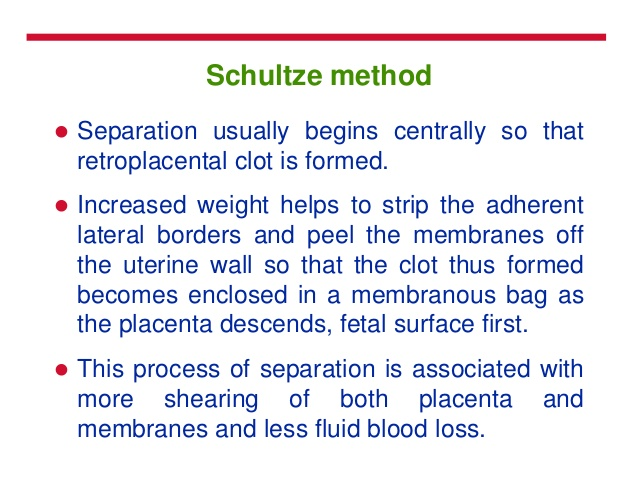 Schultze method
Separation usually begins centrally so that
retroplacental clot is formed.
Increased weight helps to strip the adherent
lateral borders and peel the membranes off
the uterine wall so that the clot thus formed
becomes enclosed in a membranous bag as
the placenta descends, fetal surface first.
This process of separation is associated with
more shearing of both placenta and
membranes and less fluid blood loss.